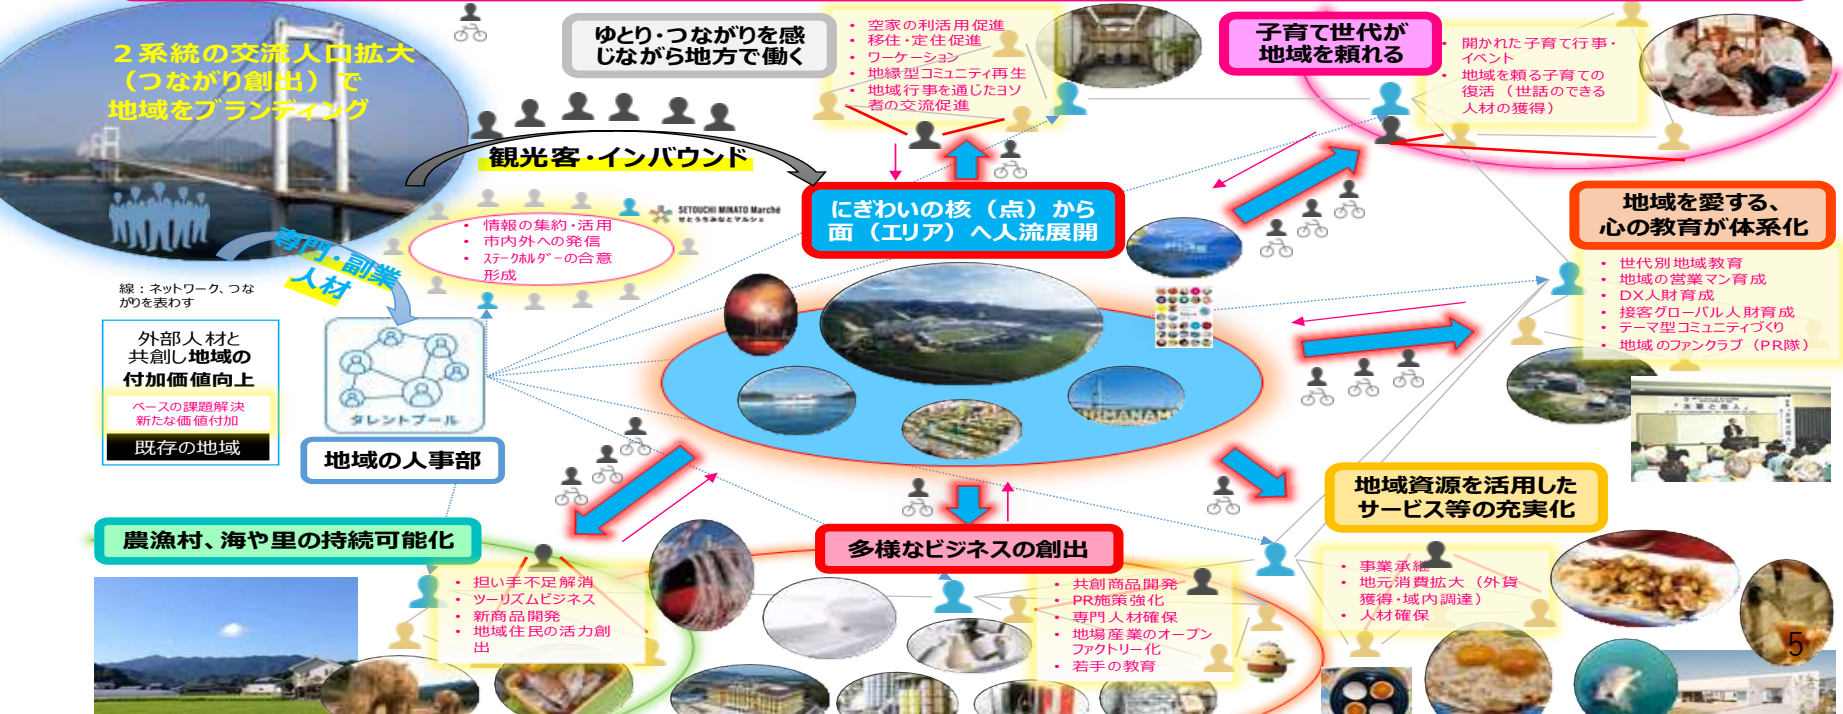 ２系統の交流人口拡大
（つながり創出）で
地域をブランディング
ゆとり・つながりを感
じながら地方で働く
• 空家の利活用促進
• 移住・定住促進
• ワーケーション
• 地縁型コミュニティ再生
• 地域行事を通じたヨソ
者の交流促進
子育て世代が
地域を頼れる
• 開かれた子育て行事・
イベント
• 地域を頼る子育ての
復活（世話のできる
人材の獲得）
観光客・インバウンド
SETOUCHI MINATO Marché
せとうちみなとマルシェ
• 情報の集約・活用
• 市内外への発信
• ステークホルダーの合意
形成
専門・副業
人材
にぎわいの核（点）から
面（エリア）へ人流展開
地域を愛する、
心の教育が体系化
• 世代別地域教育
• 地域の営業マン育成
• DX人財育成
• 接客グローバル人財育成
• テーマ型コミュニティづくり
• 地域のファンクラブ（PR隊）
線：ネットワーク、つな
がりを表わす
外部人材と
共創し地域の
付加価値向上
ベースの課題解決
新たな価値付加
既存の地域
タレントプール
地域の人事部
HIMANAMI
地域資源を活用した
サービス等の充実化
• 事業承継
• 地元消費拡大（外貨
獲得・域内調達）
• 人材確保
農漁村、海や里の持続可能化
• 担い手不足解消
• ツーリズムビジネス
• 新商品開発
• 地域住民の活力創
出
多様なビジネスの創出
• 共創商品開発
• PR施策強化
• 専門人材確保
• 地場産業のオープン
ファクトリー化
• 若手の教育
5